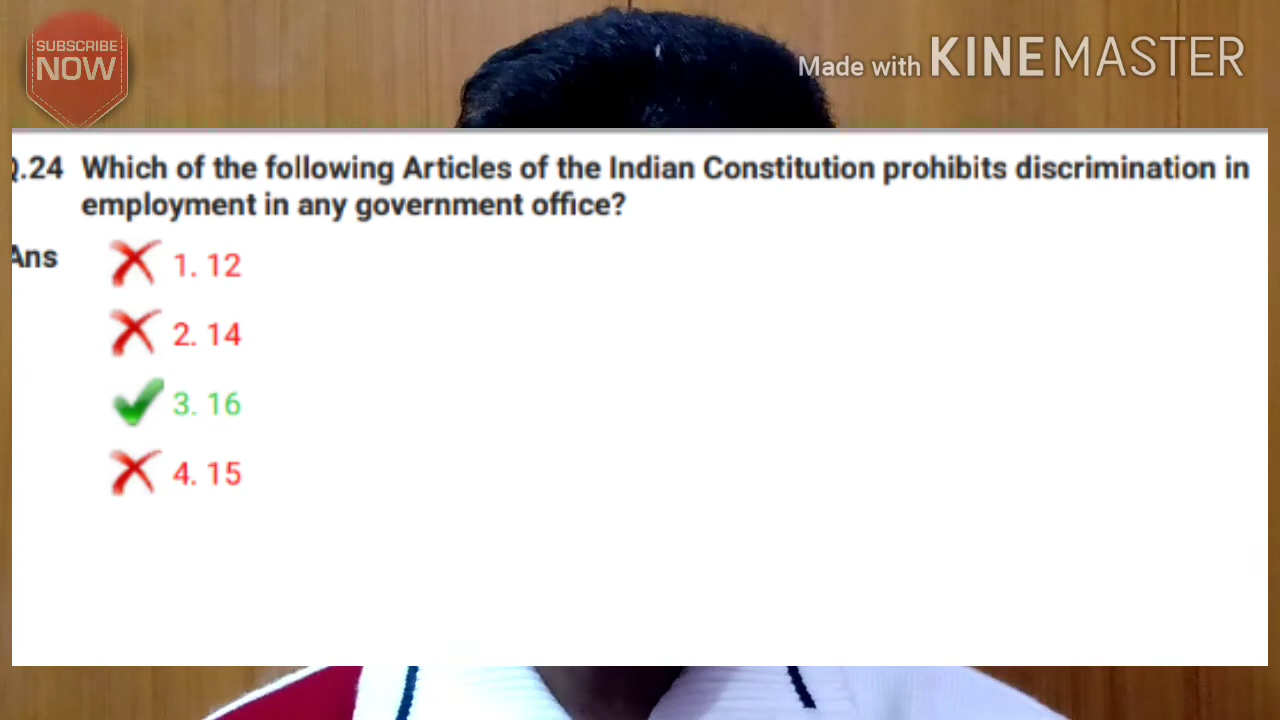 SUBSCRIBE
NOW
Made with KINEMASTER
.24 Which of the following Articles of the Indian Constitution prohibits discrimination in
employment in any government office?
Ans
1. 12
2. 14
3. 16
4. 15